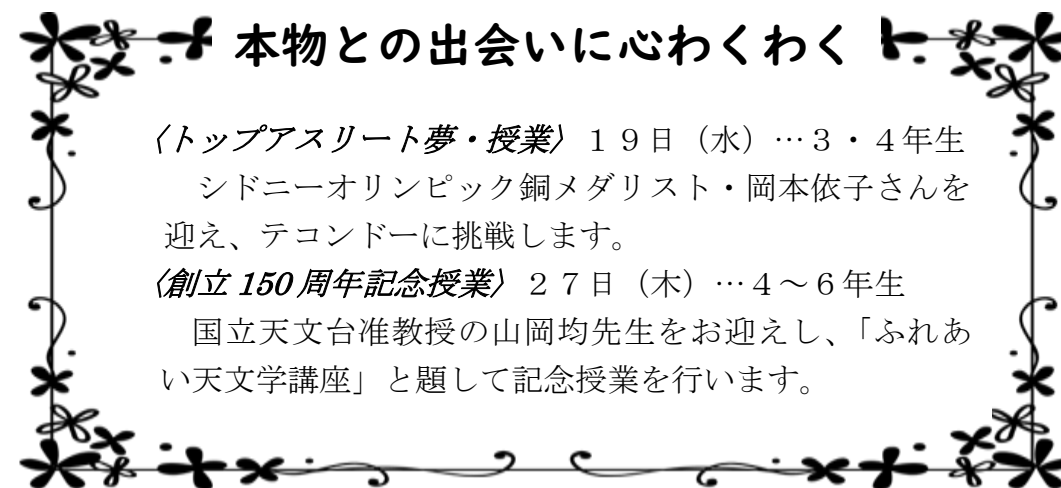 本物との出会いに心わくわく
〈トップアスリート夢・授業〉１９日（水）…３・４年生
シドニーオリンピック銅メダリスト・岡本依子さんを
迎え、テコンドーに挑戦します。
〈創立 150 周年記念授業〉２７日（木）…４～６年生
国立天文台准教授の山岡均先生をお迎えし、「ふれあ
い天文学講座」と題して記念授業を行います。